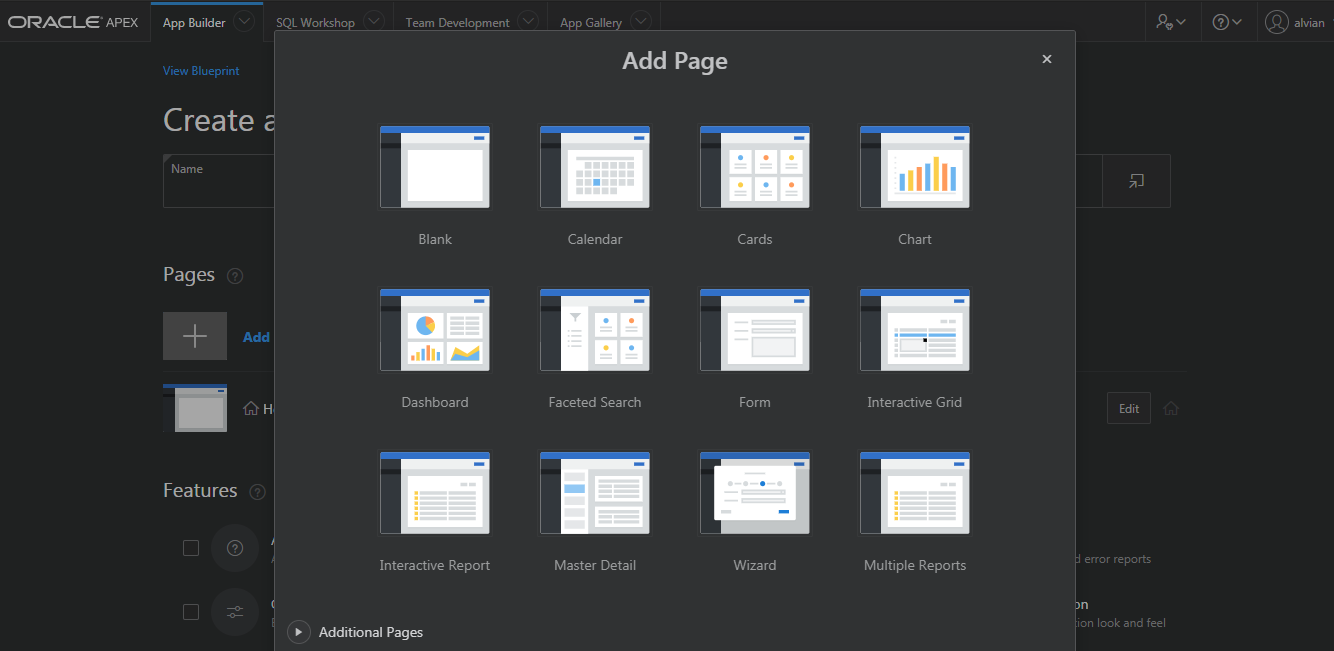 ORACLE APEX App Builder SQL Workshop Team Development App Gallery alvian
View Blueprint
Add Page
Create a
Name
Blank Calendar Cards Chart
Pages
Add
Dashboard Faceted Search Form Interactive Grid
Edit
Features
error reports
Interactive Report Master Detail Wizard Multiple Reports
look and feel
Additional Pages